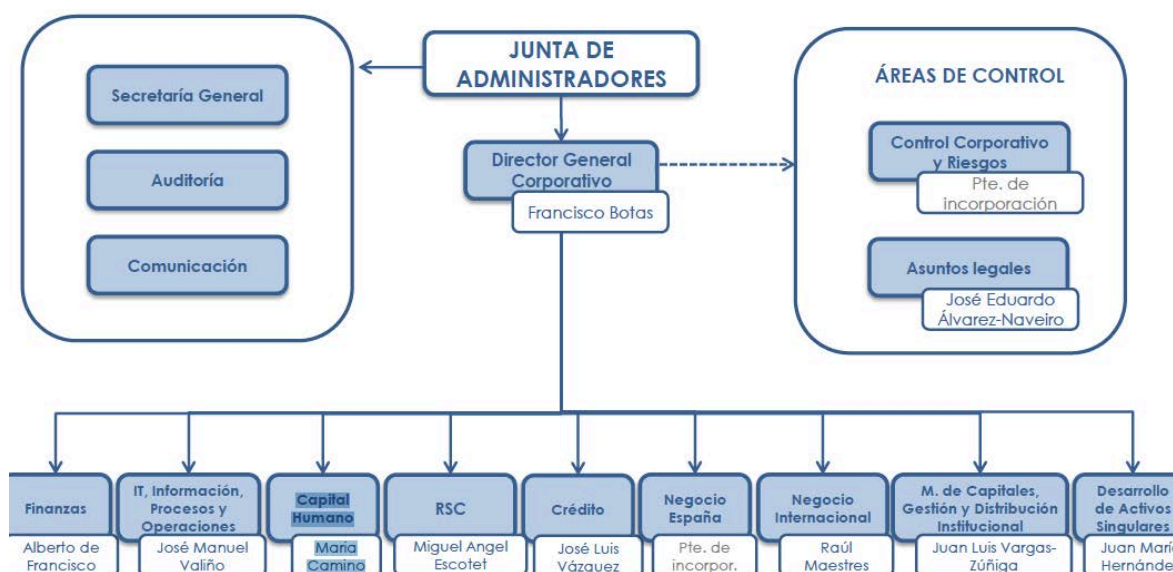 JUNTA DE
ADMINISTRADORES
Secretaría General
Auditoría
Comunicación
Director General
Corporativo
Francisco Botas
ÁREAS DE CONTROL
Control Corporativo
y Riesgos
Pte. de
incorporación
Asuntos legales
José Eduardo
Álvarez-Naveiro
Finanzas
Alberto de
Francisco
IT, Información,
Procesos y
Operaciones
José Manuel
Valiño
Capital
Humano
Maria
Camino
RSC
Miguel Angel
Escotet
Crédito
José Luis
Vázquez
Negocio
España
Pte. de
incorpor.
Negocio
Internacional
Raúl
Maestres
M. de Capitales,
Gestión y Distribución
Institucional
Juan Luis Vargas-
Zúñiga
Desarrollo
de Activos
Singulares
Juan María
Hernández